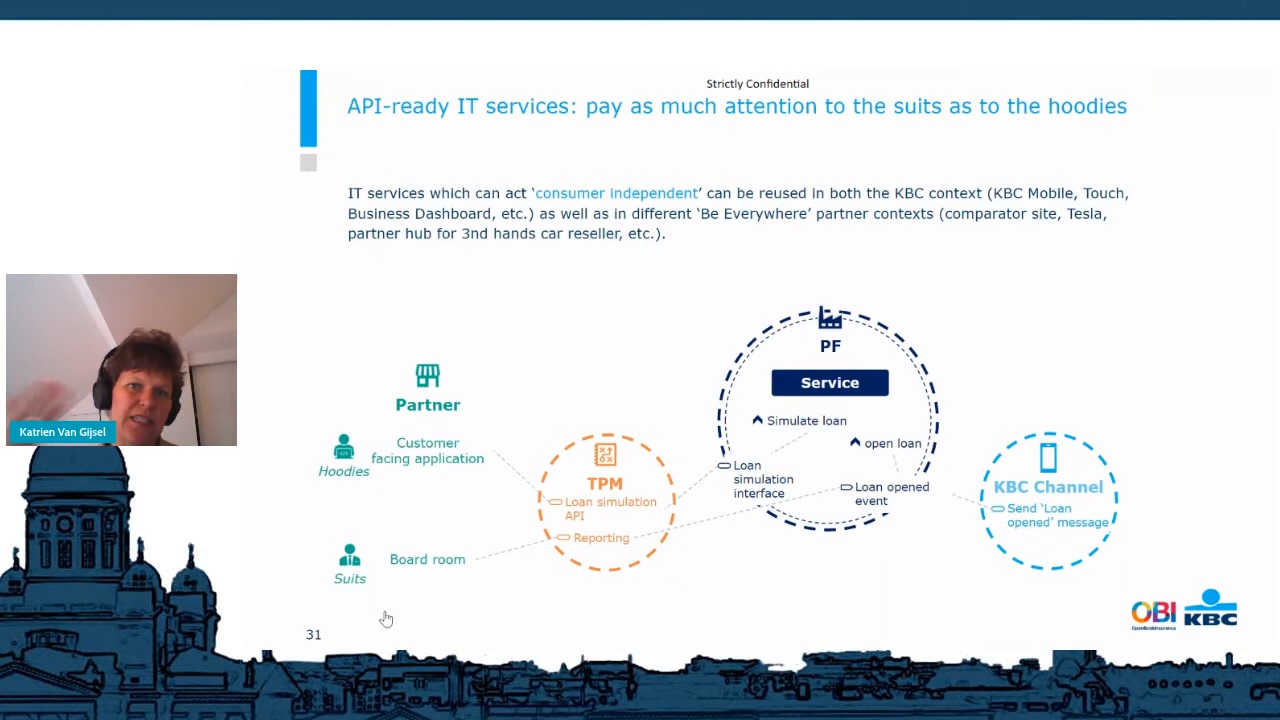 Strictly Confidential
API-ready IT services: pay as much attention to the suits as to the hoodies
IT services which can act ‘consumer independent’ can be reused in both the KBC context (KBC Mobile, Touch,
Business Dashboard, etc.) as well as in different ‘Be Everywhere’ partner contexts (comparator site, Tesla,
partner hub for 3nd hands car reseller, etc.).
Katrien Van Gijsel
Partner
Hoodies
Customer
facing application
Suits
Board room
TPM
Loan simulation
API
Reporting
PF
Service
Simulate loan
open loan
Loan
simulation
interface
Loan opened
event
KBC Channel
Send ‘Loan
opened’ message
31
OBI
OpenBankInsurance
KBC